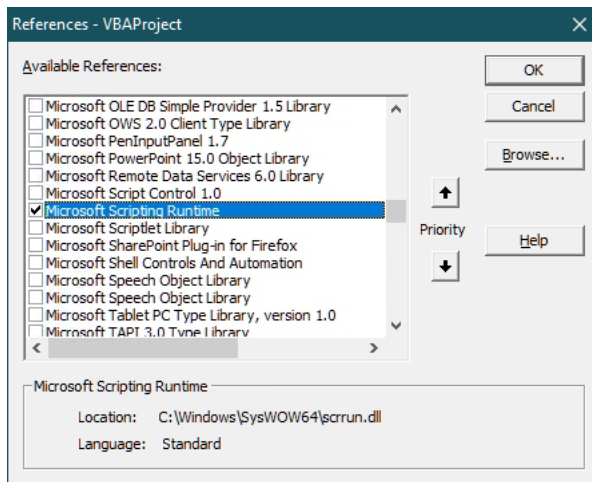 References - VBAProject
Available References:
Microsoft OLE DB Simple Provider 1.5 Library
Microsoft OWS 2.0 Client Type Library
Microsoft PenInputPanel 1.7
Microsoft PowerPoint 15.0 Object Library
Microsoft Remote Data Services 6.0 Library
Microsoft Script Control 1.0
Microsoft Scripting Runtime
Microsoft Scriptlet Library
Microsoft SharePoint Plug-in for Firefox
Microsoft Shell Controls And Automation
Microsoft Speech Object Library
Microsoft Speech Object Library
Microsoft Tablet PC Type Library, version 1.0
Microsoft TAPI 3.0 Type Library
Priority
OK
Cancel
Browse...
Help
Microsoft Scripting Runtime
Location: C:\Windows\SysWOW64\scrrun.dll
Language: Standard